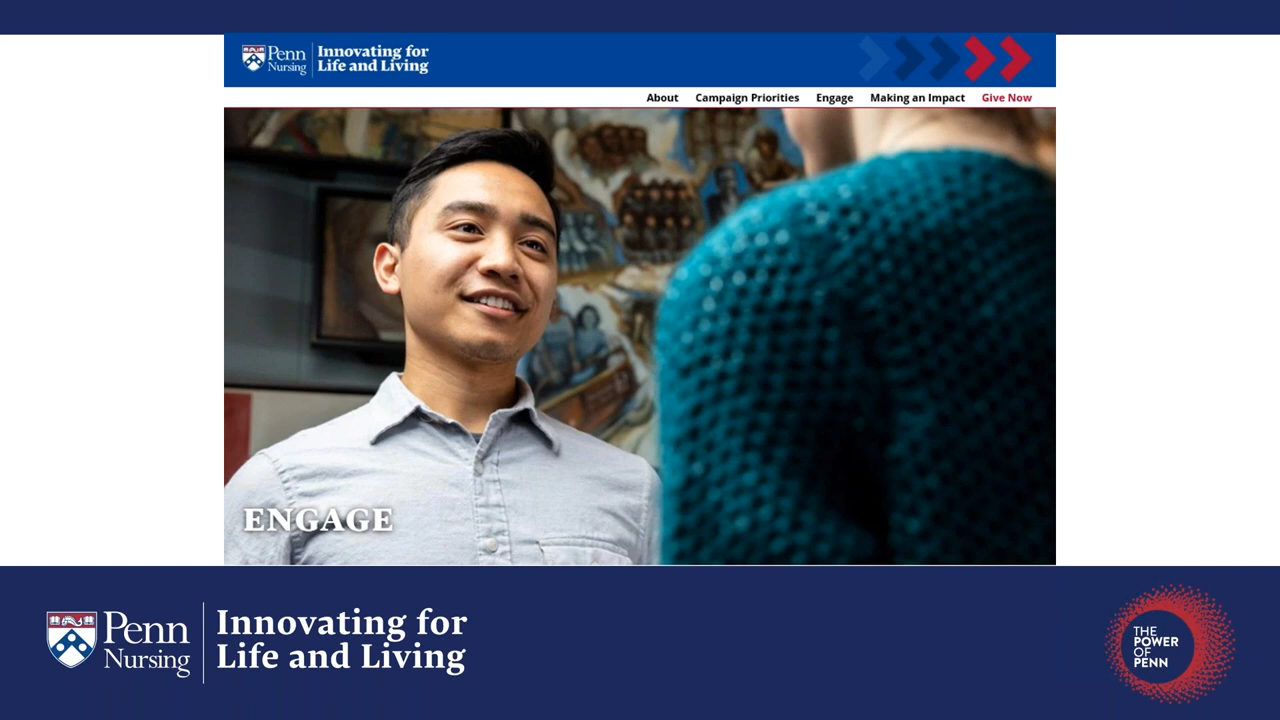 Penn
Nursing
Innovating for
Life and Living
About Campaign Priorities Engage Making an Impact Give Now
ENGAGE
Penn
Nursing
Innovating for
Life and Living
THE
POWER
OF
PENN